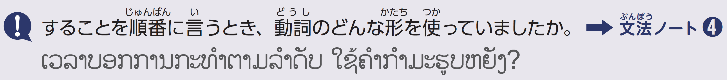 することを順番に言うとき、動詞のどんな形を使っていましたか。➡ 文法ノート❹
ເວລາບອກການກະທຳຕາມລຳດັບ ໃຊ້ຄຳກຳມະຮູບຫຍັງ?